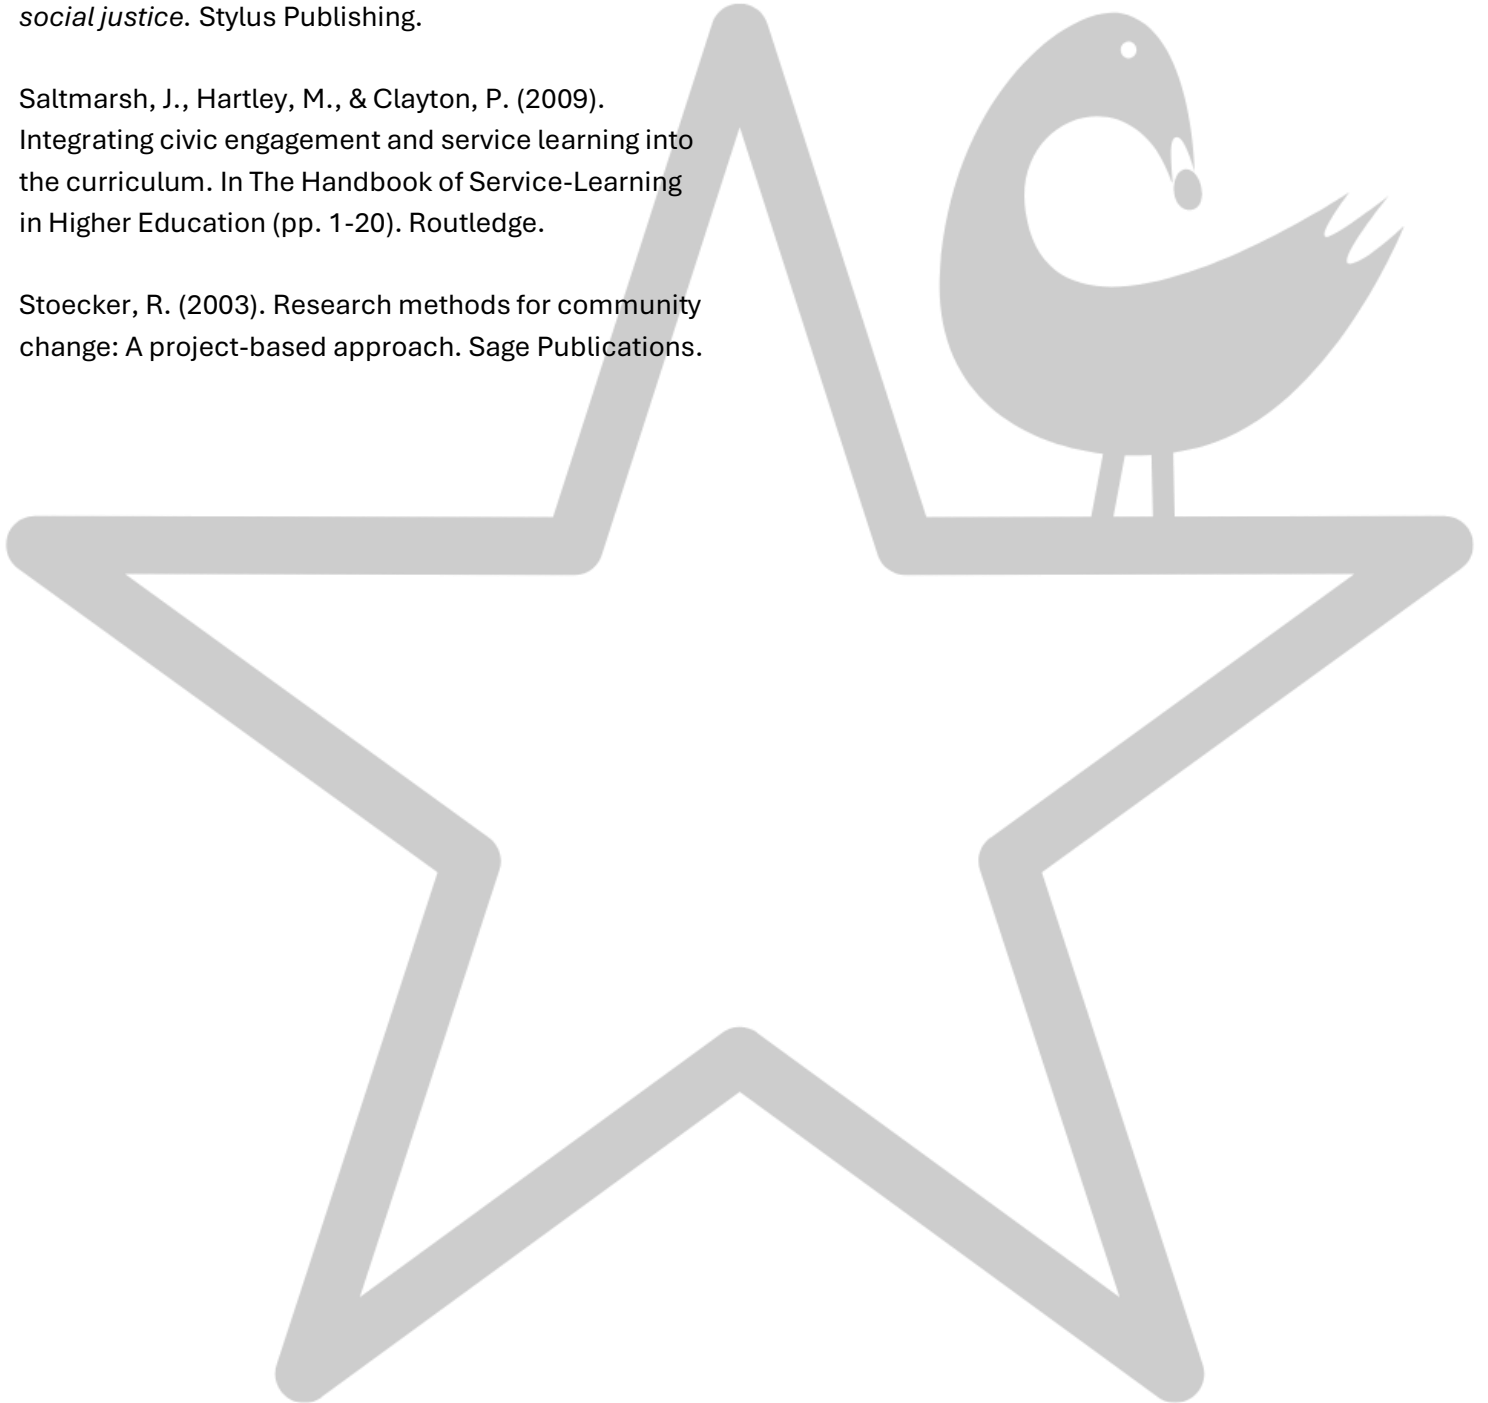 social justice. Stylus Publishing.
Saltmarsh, J., Hartley, M., & Clayton, P. (2009).
Integrating civic engagement and service learning into
the curriculum. In The Handbook of Service-Learning
in Higher Education (pp. 1-20). Routledge.
Stoecker, R. (2003). Research methods for community
change: A project-based approach. Sage Publications.